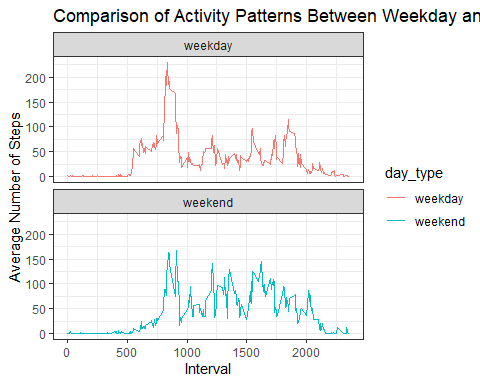 Comparison of Activity Patterns Between Weekday an
weekday
200
150
100
50
0
weekend
200
150
100
50
0
Average Number of Steps
0 500 1000 1500 2000
Interval
day_type
weekday
weekend